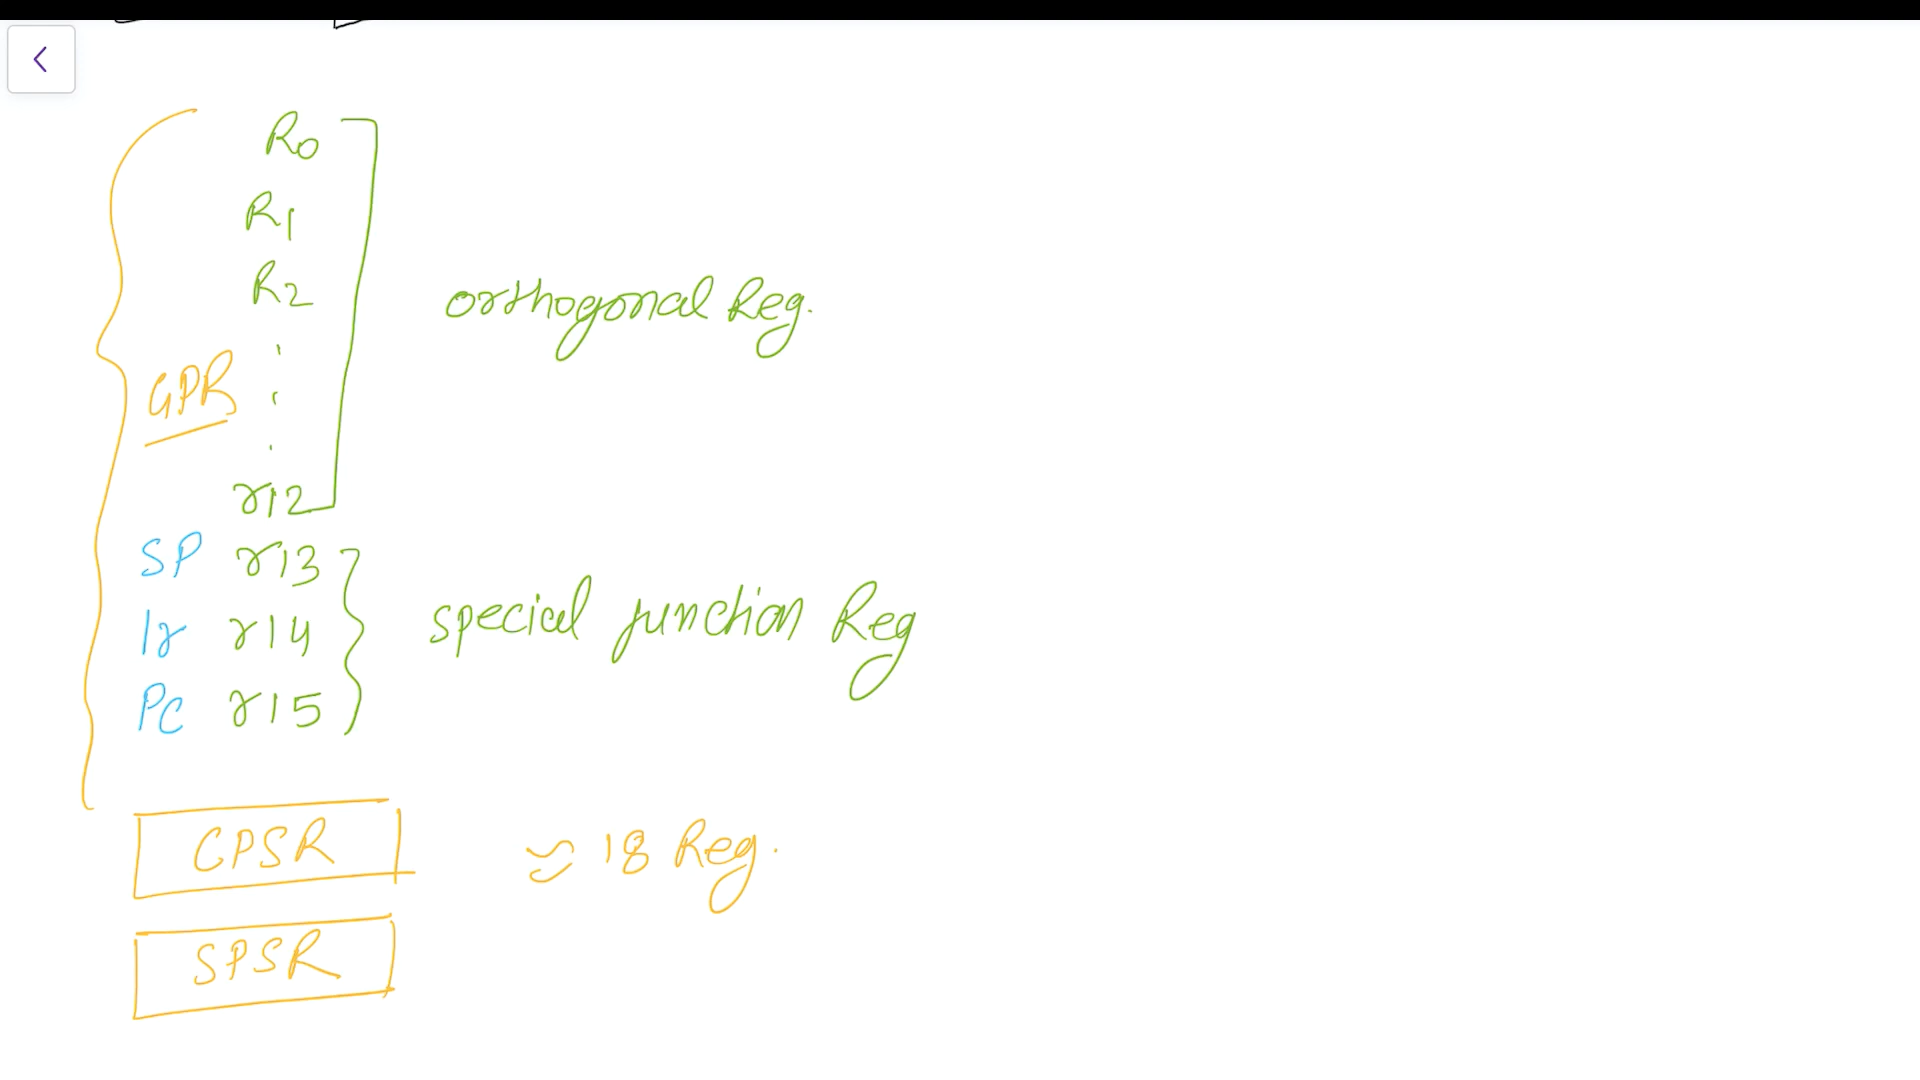 R0
R1
R2
orthogonal Reg.
GPR
r12
SP r13
lr r14
special function Reg
PC r15
CPSR
≈ 18 Reg.
SPSR